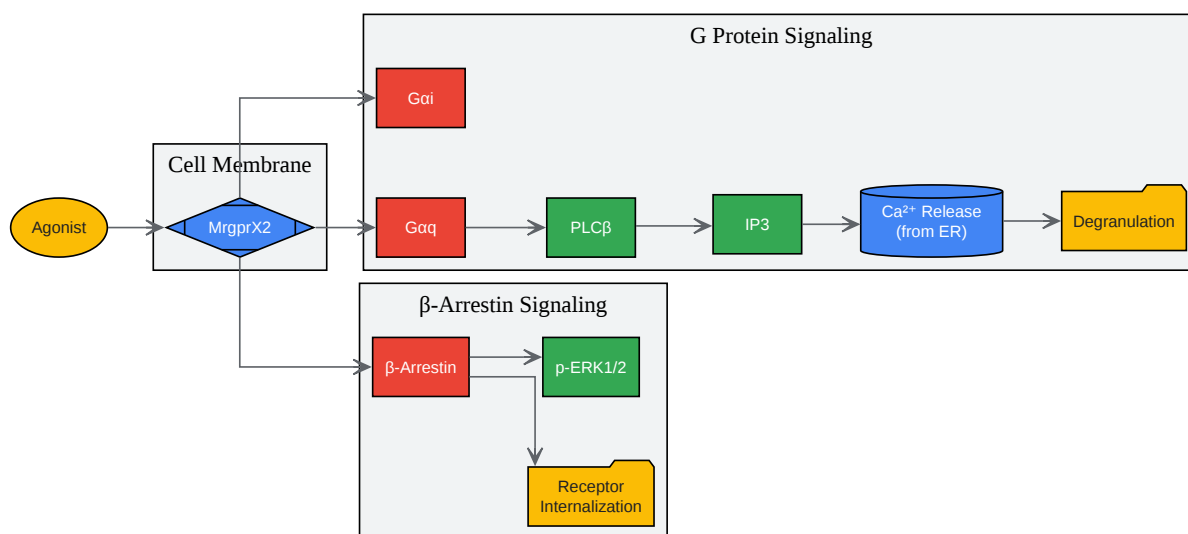 G Protein Signaling
Gαi
Cell Membrane
Agonist
MrgprX2
Gαq
PLCβ
IP3
Ca²⁺ Release
(from ER)
Degranulation
β-Arrestin Signaling
β-Arrestin
p-ERK1/2
Receptor
Internalization